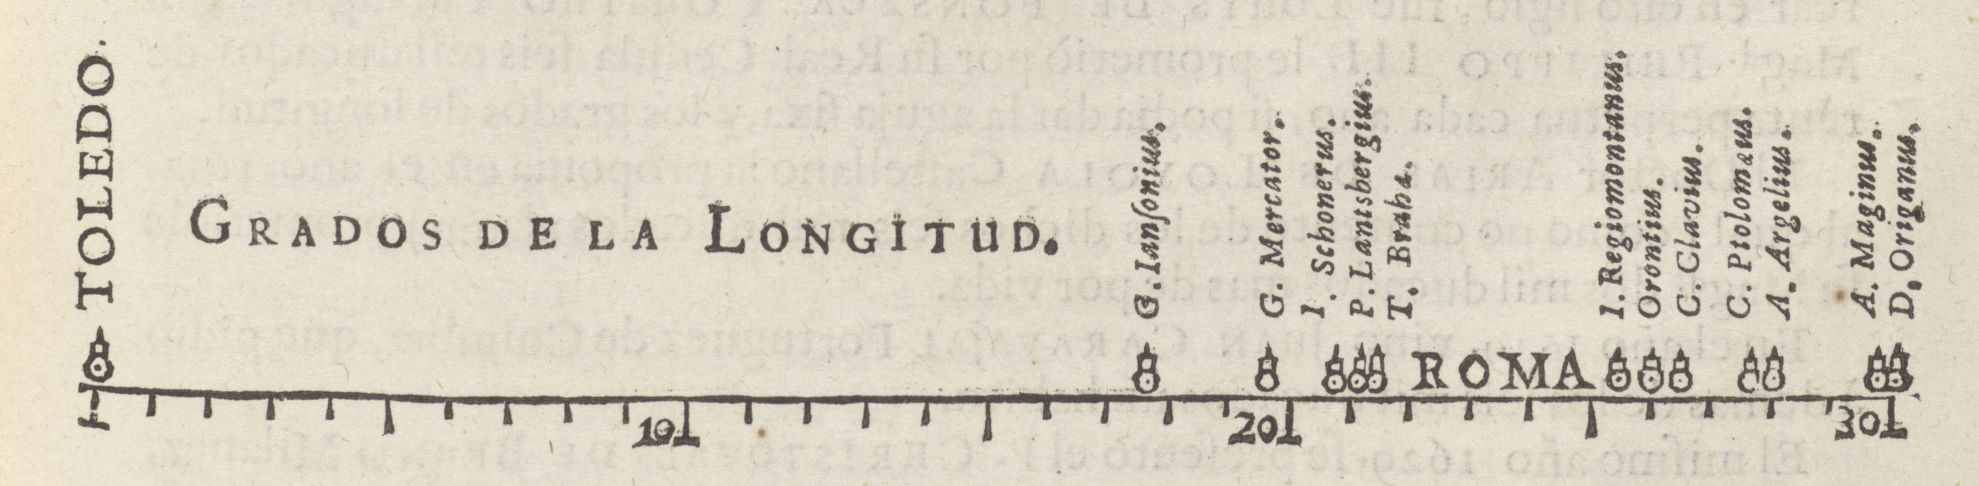 TOLEDO.
GRADOS DE LA LONGITUD.
G. Ianſonius.
G. Mercator.
I. Schonerus.
P. Lantsbergius.
T. Brahe.
ROMA
I. Regiomontanus.
Orontius.
C. Clavius.
C. Ptolomæus.
A. Argelius.
A. Maginus.
D. Origanus.
10
20
30